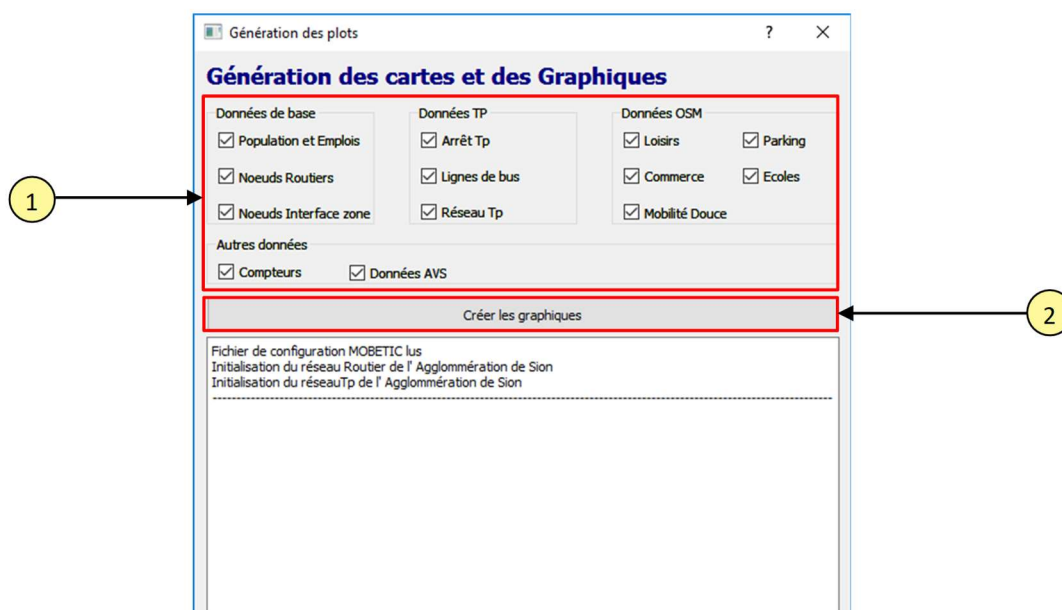 Génération des plots
Génération des cartes et des Graphiques
Données de base
Population et Emplois
Noeuds Routiers
Noeuds Interface zone
Données TP
Arrêt Tp
Lignes de bus
Réseau Tp
Données OSM
Loisirs
Parking
Commerce
Ecoles
Mobilité Douce
Autres données
Compteurs
Données AVS
1
Créer les graphiques
2
Fichier de configuration MOBETIC lus
Initialisation du réseau Routier de l' Agglommération de Sion
Initialisation du réseauTp de l' Agglommération de Sion